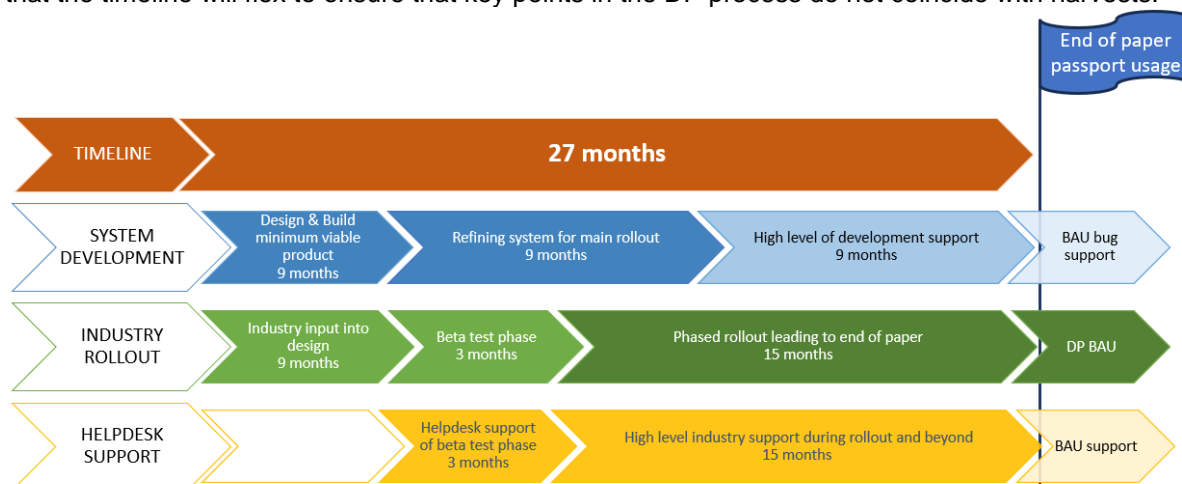 that the timeline will flex to ensure that key points in the DP process do not coincide with harvests.
End of paper
passport usage
TIMELINE
27 months
SYSTEM
DEVELOPMENT
Design & Build
minimum viable
product
9 months
Refining system for main rollout
9 months
High level of development support
9 months
BAU bug
support
INDUSTRY
ROLLOUT
Industry input into
design
9 months
Beta test phase
3 months
Phased rollout leading to end of paper
15 months
DP BAU
HELPDESK
SUPPORT
Helpdesk support
of beta test phase
3 months
High level industry support during rollout and beyond
15 months
BAU support